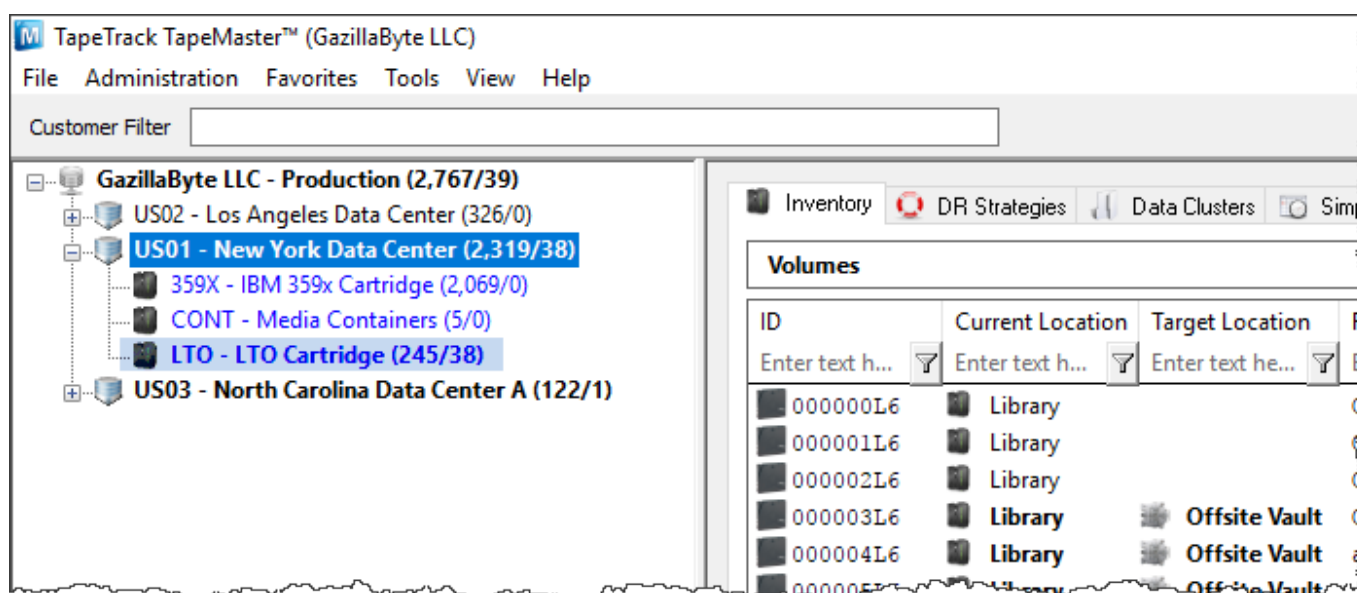 TapeTrack TapeMaster™ (GazillaByte LLC)
File Administration Favorites Tools View Help
Customer Filter
GazillaByte LLC - Production (2,767/39)
US02 - Los Angeles Data Center (326/0)
US01 - New York Data Center (2,319/38)
359X - IBM 359x Cartridge (2,069/0)
CONT - Media Containers (5/0)
LTO - LTO Cartridge (245/38)
US03 - North Carolina Data Center A (122/1)
Inventory DR Strategies Data Clusters Sim
Volumes
ID Current Location Target Location
Enter text h... Enter text h... Enter text he...
000000L6 Library
000001L6 Library
000002L6 Library
000003L6 Library Offsite Vault
000004L6 Library Offsite Vault
Library Offsite Vault